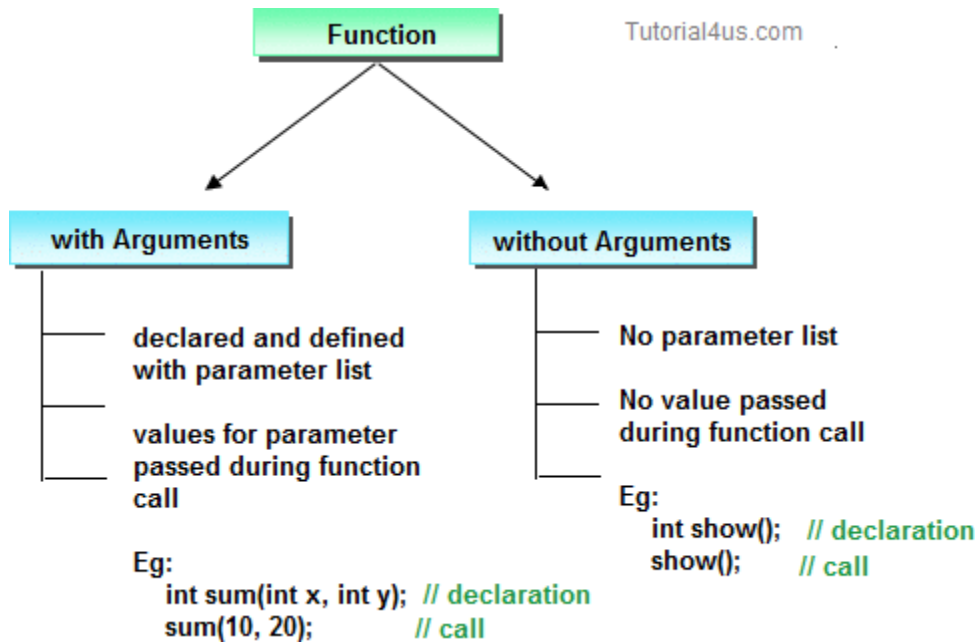 Function
Tutorial4us.com
with Arguments
declared and defined
with parameter list
values for parameter
passed during function
call
Eg:
int sum(int x, int y); // declaration
sum(10, 20); // call
without Arguments
No parameter list
No value passed
during function call
Eg:
int show(); // declaration
show(); // call